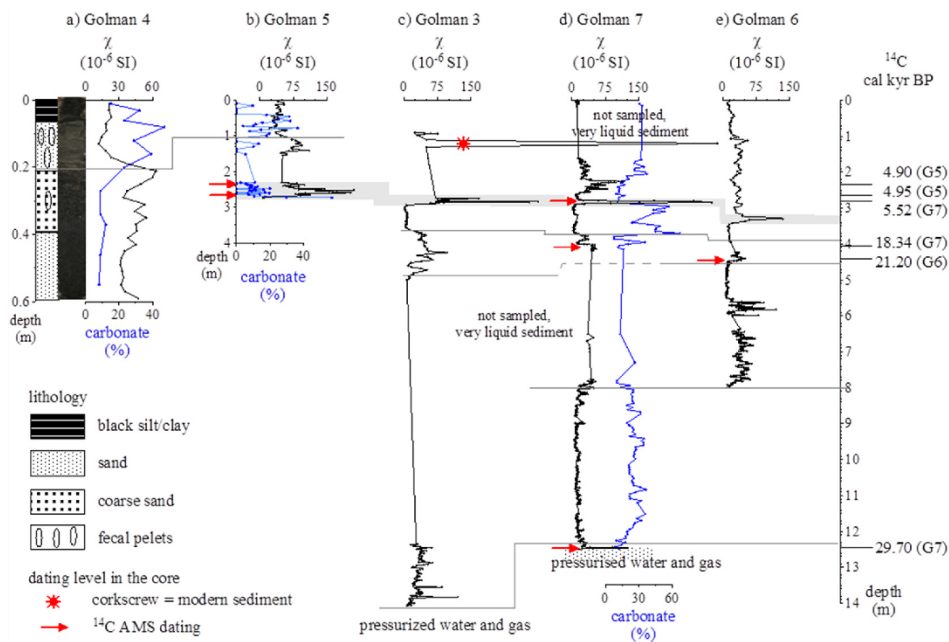 a) Golman 4
b) Golman 5
c) Golman 3
d) Golman 7
e) Golman 6
χ
(10⁻⁶ SI)
χ
(10⁻⁶ SI)
χ
(10⁻⁶ SI)
χ
(10⁻⁶ SI)
χ
(10⁻⁶ SI)
¹⁴C
cal kyr BP
0 20 40 60
0 75 150
0 75 150
0 75 150
0 75 150
0
0.2
0.4
0.6
depth
(m)
0 20 40
carbonate
(%)
0
1
2
3
4
depth
(m)
0 20 40
carbonate
(%)
not sampled,
very liquid sediment
not sampled,
very liquid sediment
0
1
2
3
4
5
6
7
8
9
10
11
12
13
14
depth
(m)
4.90 (G5)
4.95 (G5)
5.52 (G7)
18.34 (G7)
21.20 (G6)
29.70 (G7)
lithology
black silt/clay
sand
coarse sand
fecal pelets
dating level in the core
corkscrew = modern sediment
¹⁴C AMS dating
pressurized water and gas
pressurised water and gas
0 60
carbonate
(%)